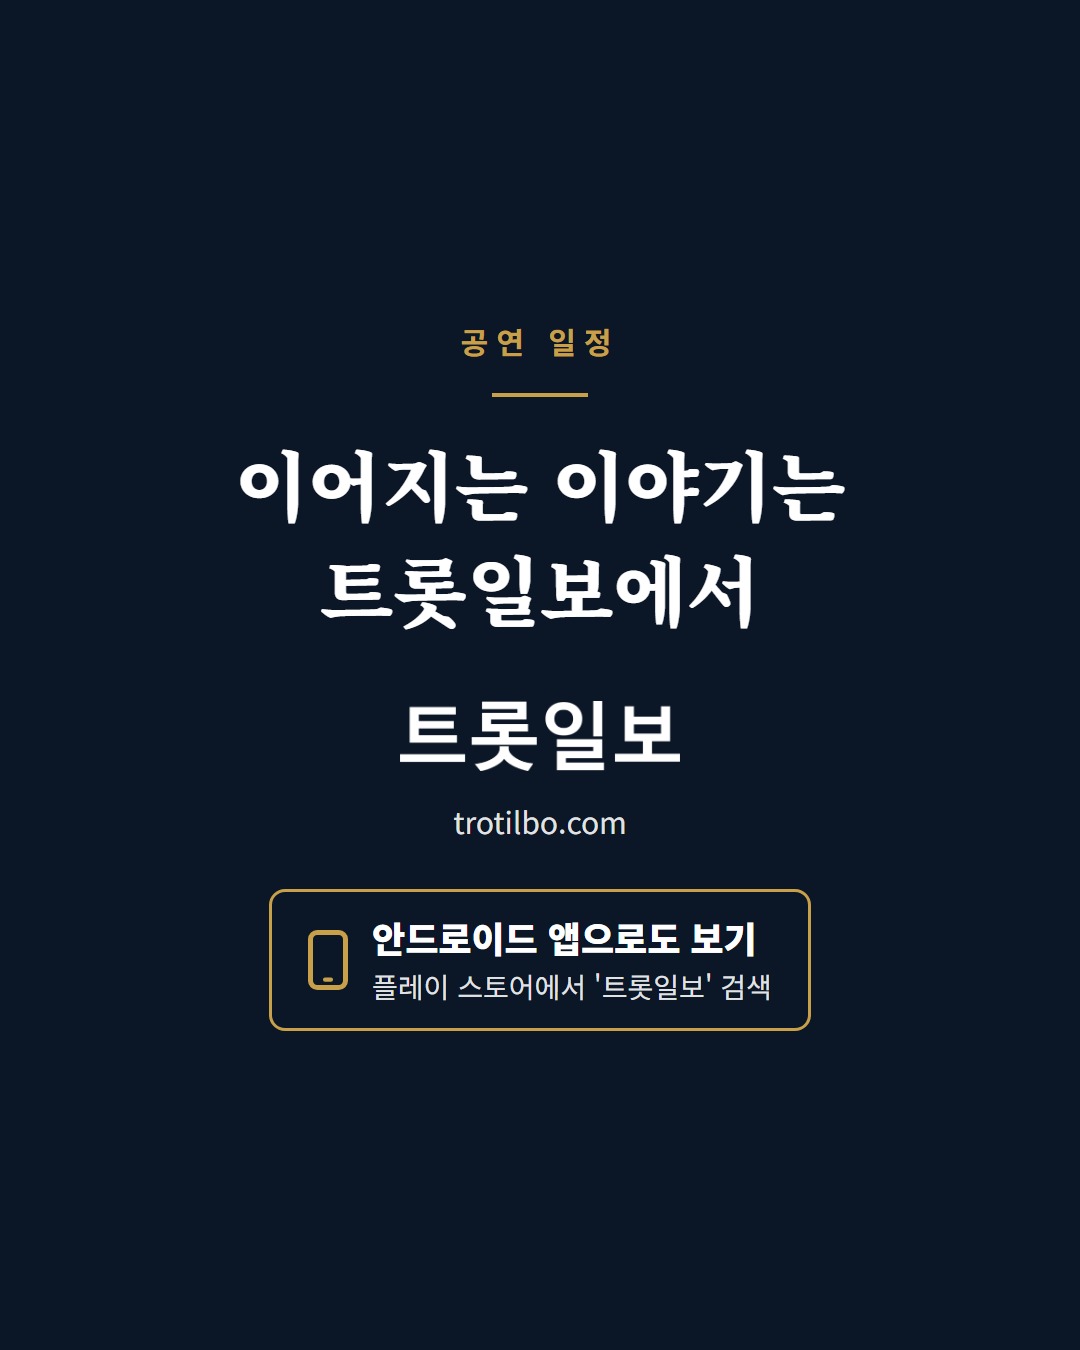 공연 일정
이어지는 이야기는
트롯일보에서
트롯일보
trotilbo.com
안드로이드 앱으로도 보기
플레이 스토어에서 '트롯일보' 검색